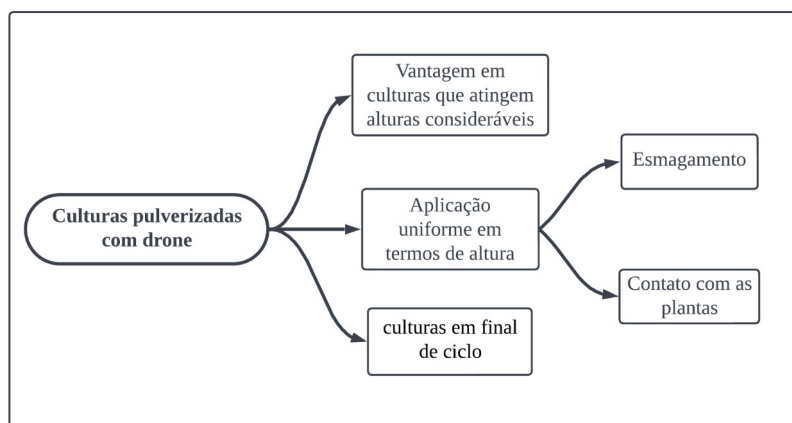 Culturas pulverizadas
com drone
Vantagem em
culturas que atingem
alturas consideráveis
Aplicação
uniforme em
termos de altura
culturas em final
de ciclo
Esmagamento
Contato com as
plantas